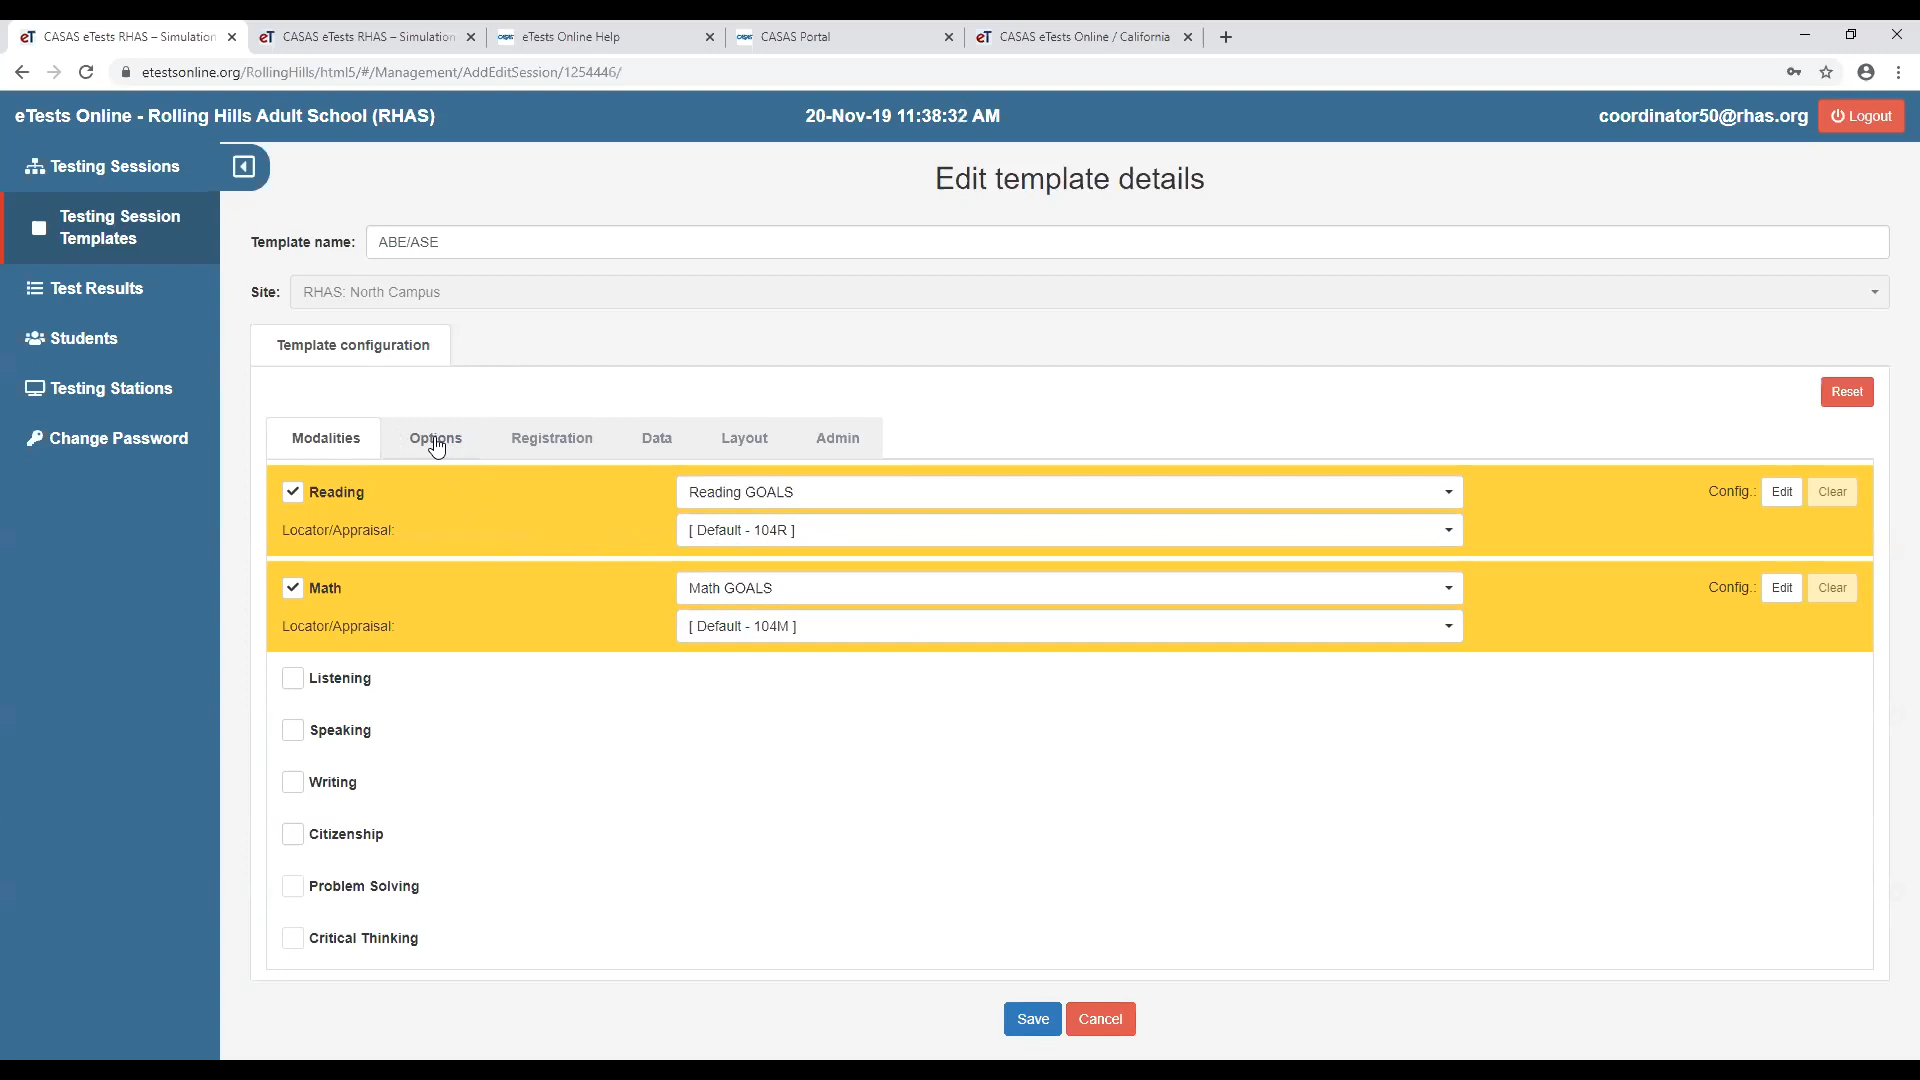 eT CASAS eTests RHAS – Simulation
eT CASAS eTests RHAS – Simulation
CASAS eTests Online Help
CASAS CASAS Portal
eT CASAS eTests Online / California
etestsonline.org/RollingHills/html5/#/Management/AddEditSession/1254446/
eTests Online - Rolling Hills Adult School (RHAS)
20-Nov-19 11:38:32 AM
coordinator50@rhas.org
Logout
Testing Sessions
Testing Session
Templates
Test Results
Students
Testing Stations
Change Password
Edit template details
Template name: ABE/ASE
Site: RHAS: North Campus
Template configuration
Reset
Modalities Options Registration Data Layout Admin
Reading Reading GOALS Config.: Edit Clear
Locator/Appraisal: [ Default - 104R ]
Math Math GOALS Config.: Edit Clear
Locator/Appraisal: [ Default - 104M ]
Listening
Speaking
Writing
Citizenship
Problem Solving
Critical Thinking
Save Cancel